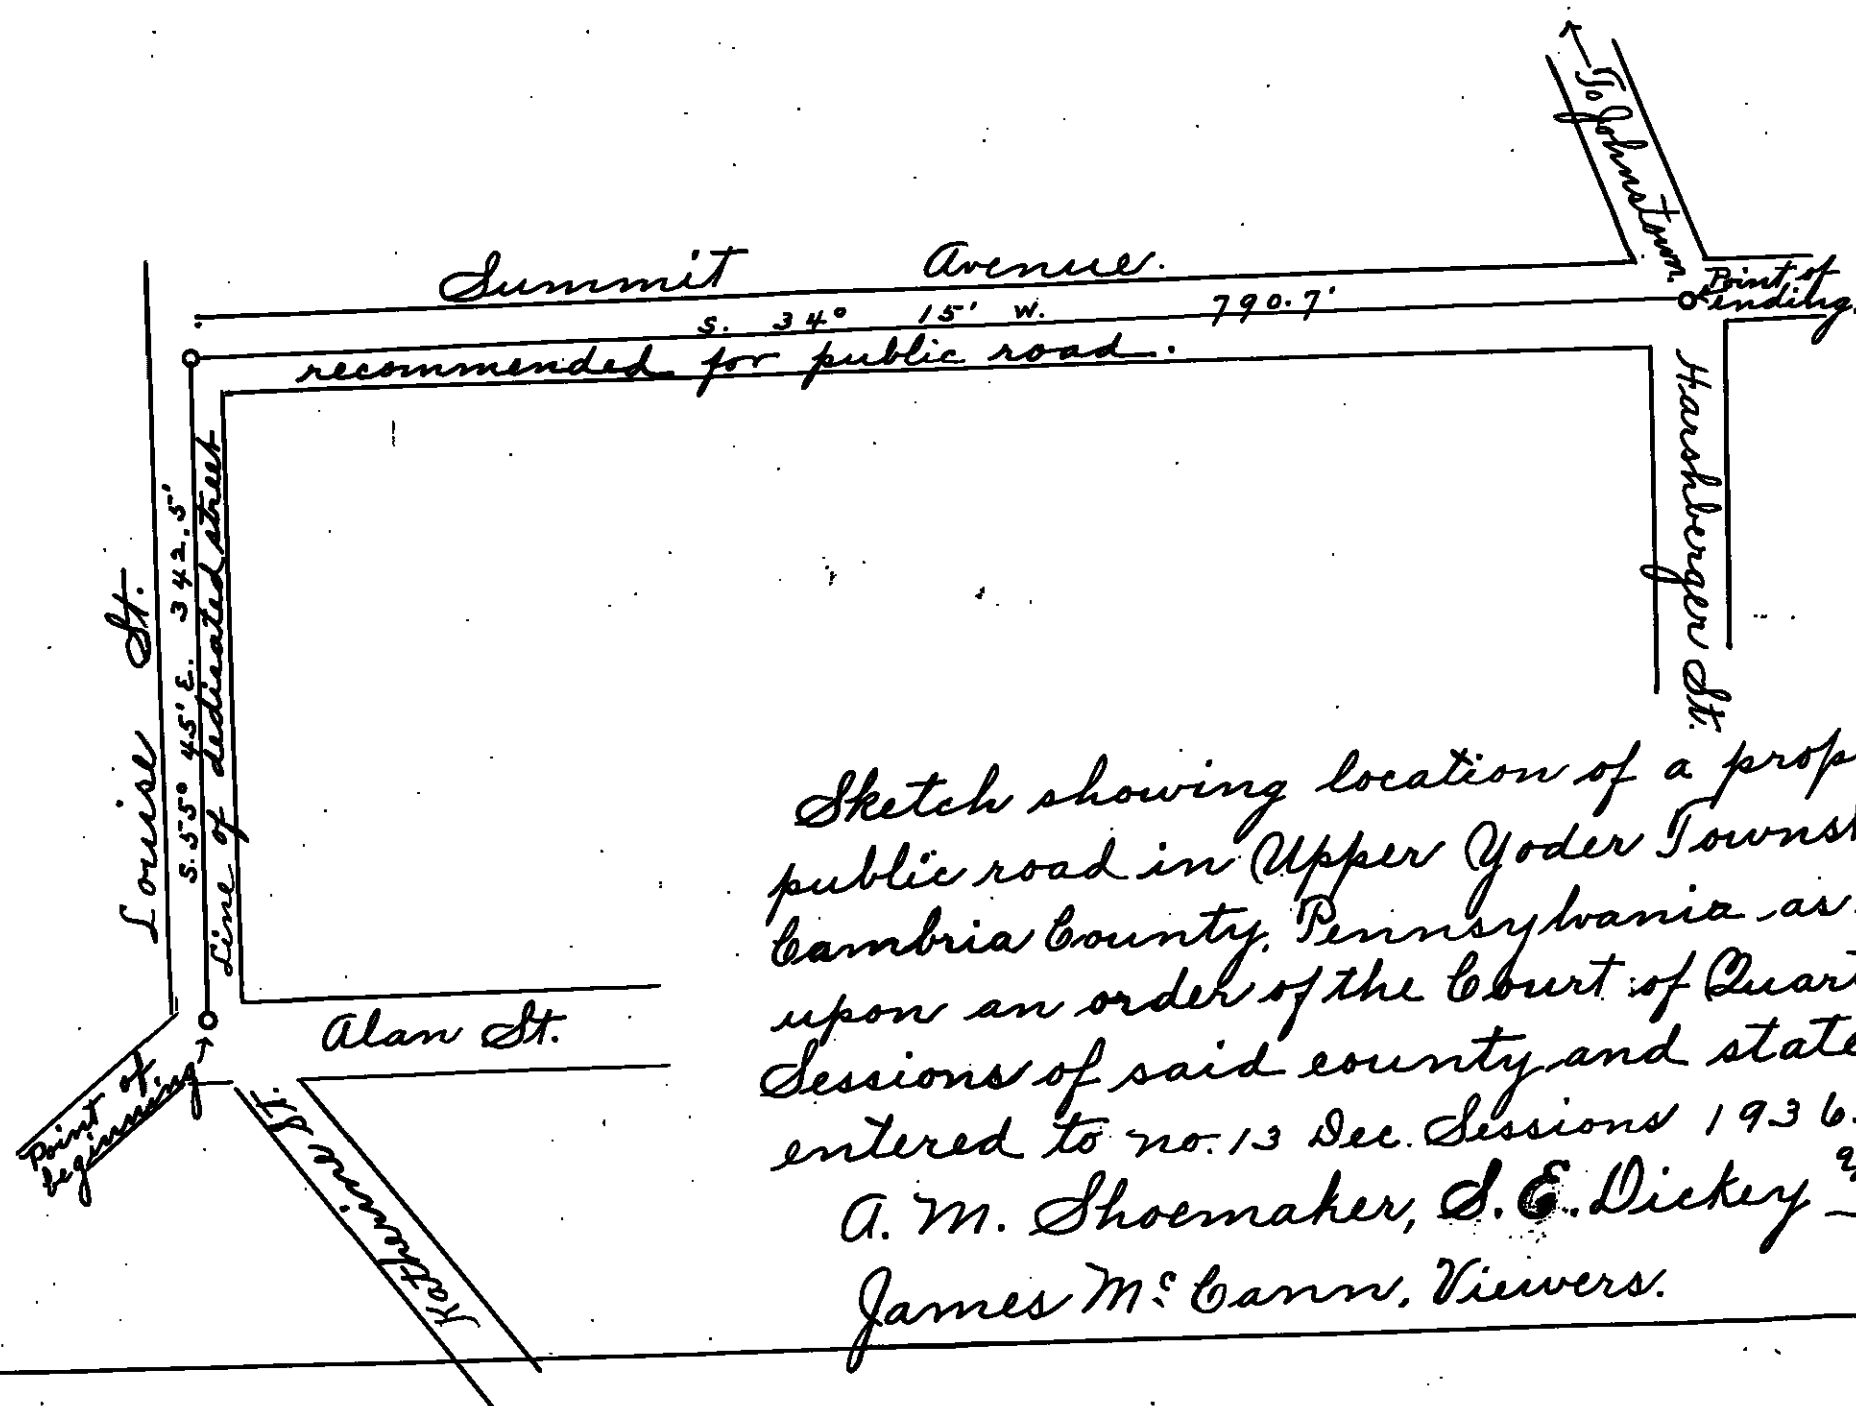 To Johnstown.
Summit Avenue.
Point of
ending.
S. 34° 15' W. 790.7'
recommended for public road.
Harshberger St.
Louise St.
S. 55° 45' E. 342.5'
Line of dedicated street
Alan St.
Point of
beginning
Katherine St.
Sketch showing location of a prop
public road in Upper Yoder Townsh
Cambria County, Pennsylvania as
upon an order of the Court of Quart
Sessions of said county and state
entered to no. 13 Dec. Sessions 1936.
A. M. Shoemaker, S. E. Dickey
James McCann, Viewers.